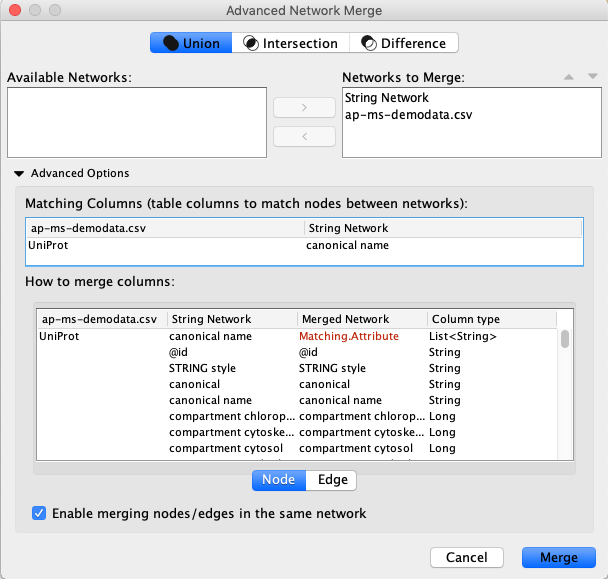 Advanced Network Merge
Union Intersection Difference
Available Networks: Networks to Merge:
String Network
ap-ms-demodata.csv
Advanced Options
Matching Columns (table columns to match nodes between networks):
ap-ms-demodata.csv String Network
UniProt canonical name
How to merge columns:
ap-ms-demodata.csv String Network Merged Network Column type
UniProt canonical name Matching.Attribute List<String>
@id @id String
STRING style STRING style String
canonical canonical String
canonical name canonical name String
compartment chlorop... compartment chlorop... Long
compartment cytoske... compartment cytoske... Long
compartment cytosol compartment cytosol Long
Node Edge
Enable merging nodes/edges in the same network
Cancel Merge